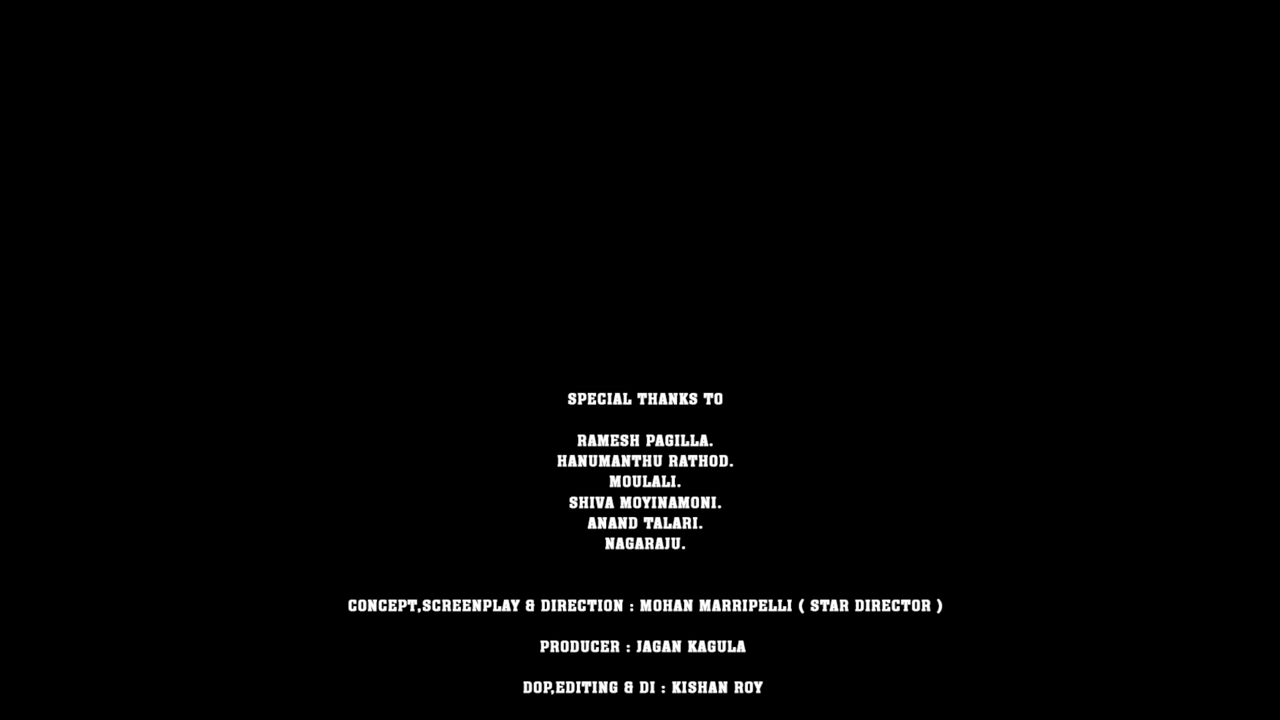 SPECIAL THANKS TO
RAMESH PAGILLA.
HANUMANTHU RATHOD.
MOULALI.
SHIVA MOYINAMONI.
ANAND TALARI.
NAGARAJU.
CONCEPT,SCREENPLAY & DIRECTION : MOHAN MARRIPELLI ( STAR DIRECTOR )
PRODUCER : JAGAN KAGULA
DOP,EDITING & DI : KISHAN ROY